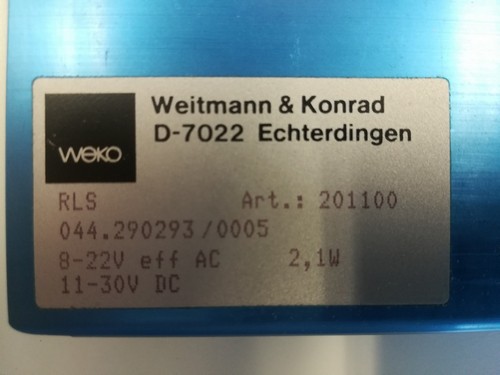 Weitmann & Konrad
D-7022 Echterdingen
weko
RLS Art.: 201100
044.290293/0005
8-22V eff AC 2,1W
11-30V DC